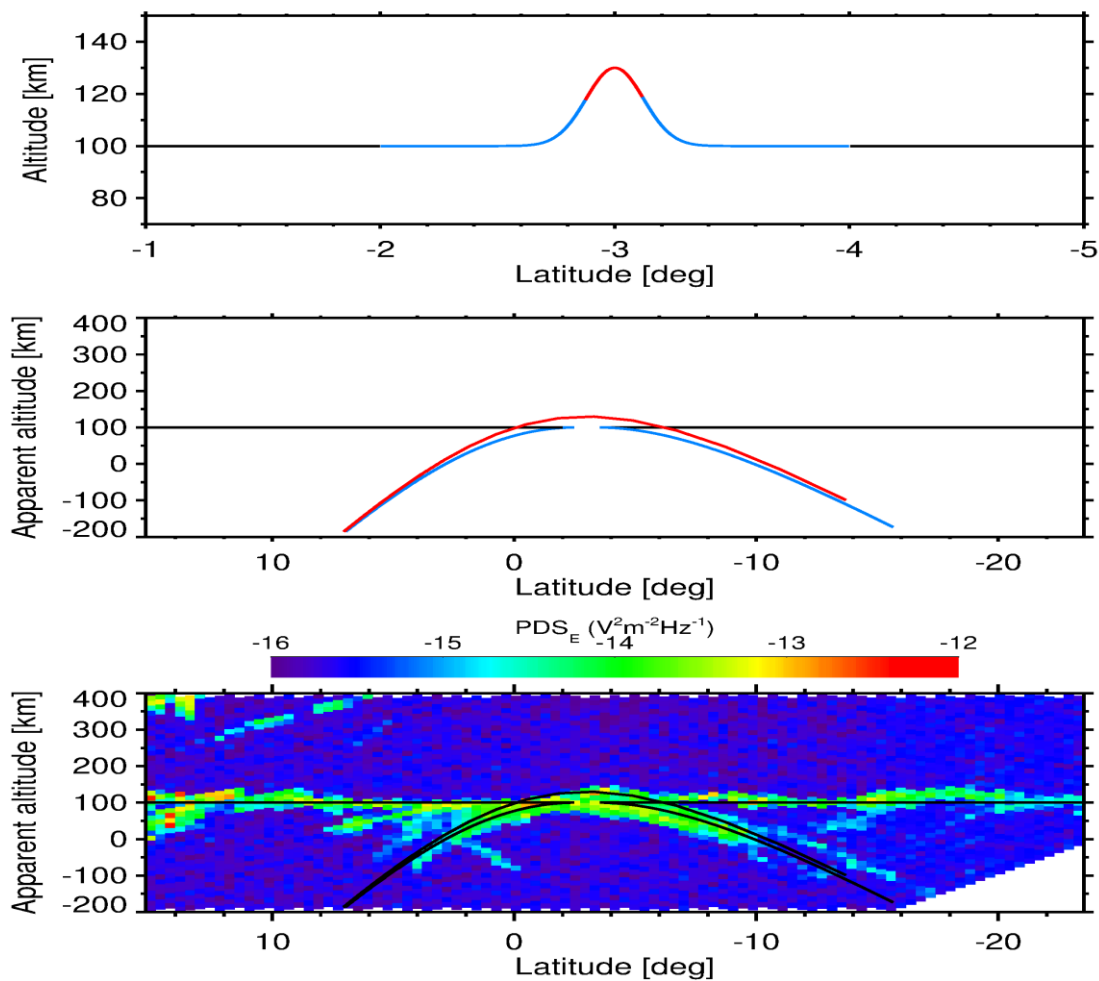 140
120
100
80
Altitude [km]
-1 -2 -3 -4 -5
Latitude [deg]
400
300
200
100
0
-100
-200
Apparent altitude [km]
10 0 -10 -20
Latitude [deg]
PDS_E (V²m⁻²Hz⁻¹)
-16 -15 -14 -13 -12
400
300
200
100
0
-100
-200
Apparent altitude [km]
10 0 -10 -20
Latitude [deg]